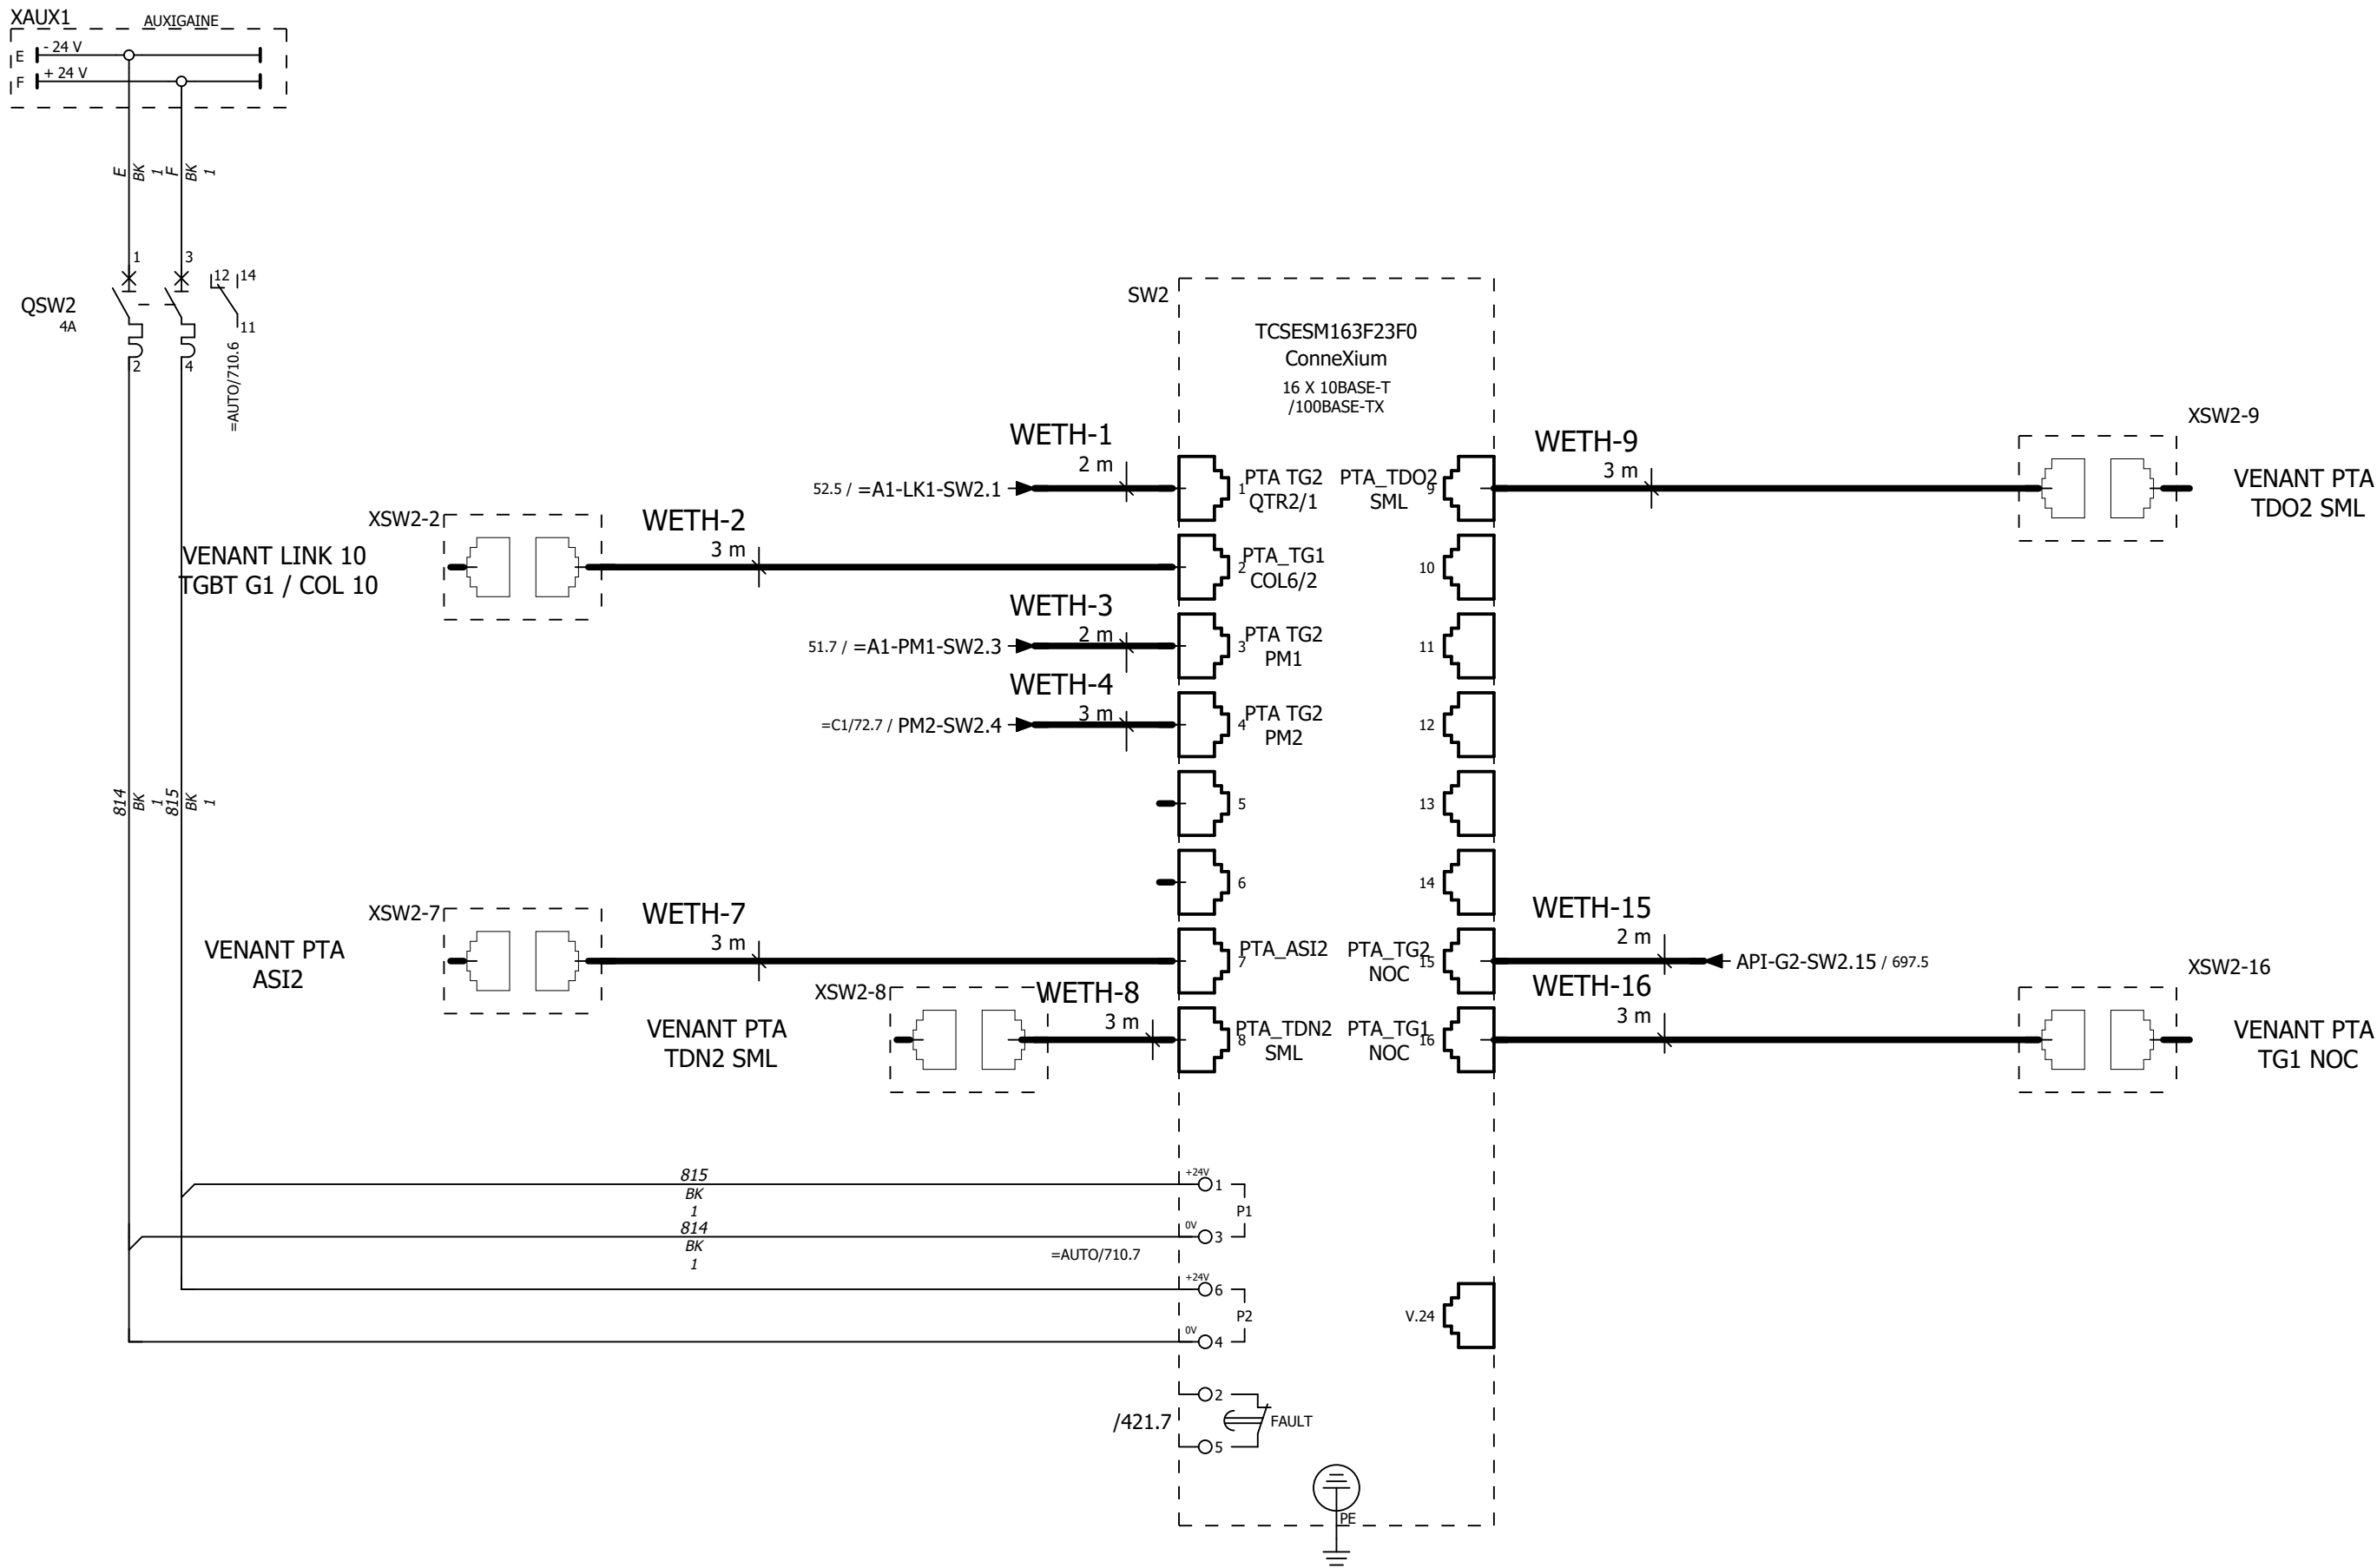 XAUX1
AUXIGAINE
E
- 24 V
F
+ 24 V
E
BK
1
F
BK
1
1
3
12
14
QSW2
4A
11
2
4
=AUTO/710.6
SW2
TCSESM163F23F0
ConneXium
16 X 10BASE-T
/100BASE-TX
WETH-1
2 m
52.5 / =A1-LK1-SW2.1
1
PTA TG2
QTR2/1
PTA_TDO2
SML
9
WETH-9
3 m
XSW2-9
VENANT PTA
TDO2 SML
XSW2-2
VENANT LINK 10
TGBT G1 / COL 10
WETH-2
3 m
2
PTA_TG1
COL6/2
10
WETH-3
2 m
51.7 / =A1-PM1-SW2.3
3
PTA TG2
PM1
11
WETH-4
3 m
=C1/72.7 / PM2-SW2.4
4
PTA TG2
PM2
12
814
BK
1
815
BK
1
5
13
6
14
XSW2-7
VENANT PTA
ASI2
WETH-7
3 m
7
PTA_ASI2
PTA_TG2
NOC
15
WETH-15
2 m
API-G2-SW2.15 / 697.5
XSW2-8
VENANT PTA
TDN2 SML
WETH-8
3 m
8
PTA_TDN2
SML
PTA_TG1
NOC
16
WETH-16
3 m
XSW2-16
VENANT PTA
TG1 NOC
815
BK
1
+24V
1
P1
814
BK
1
0V
3
=AUTO/710.7
+24V
6
P2
0V
4
V.24
2
/421.7
FAULT
5
PE